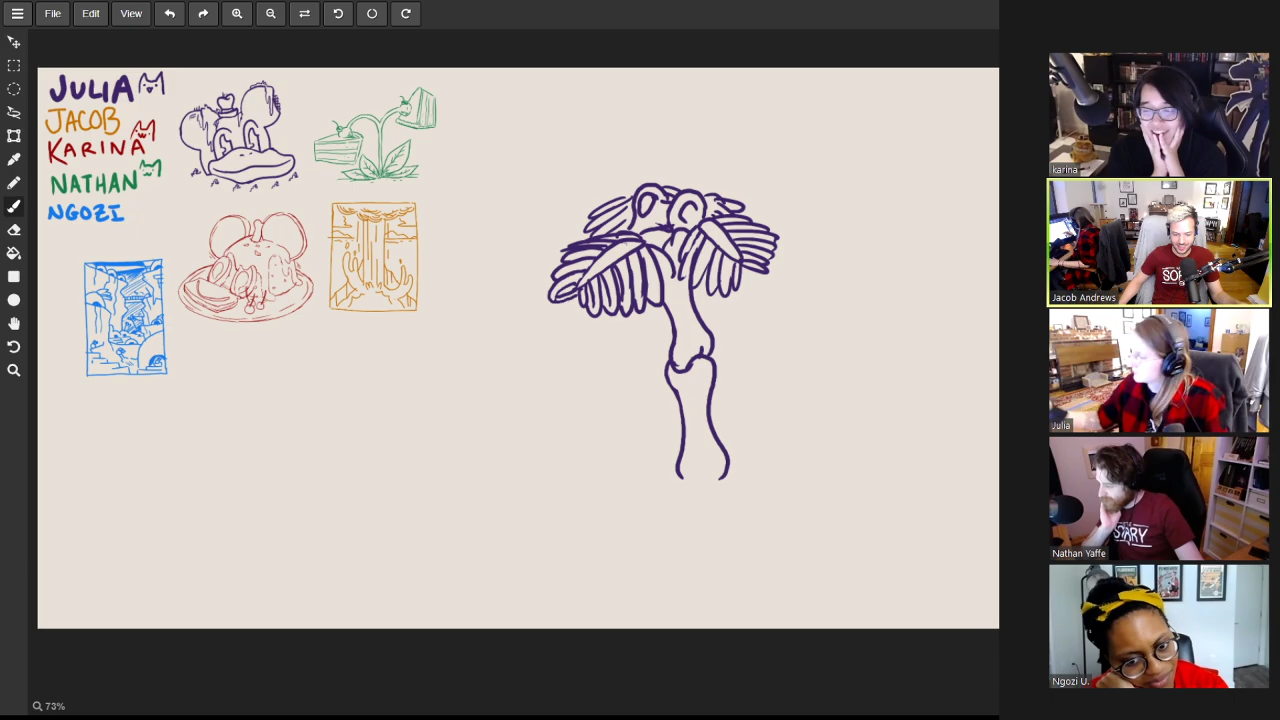 File Edit View
JULIA
JACOB
KARINA
NATHAN
NGOZI
karina
Jacob Andrews
Julia
Nathan Yaffe
Ngozi U.
73%